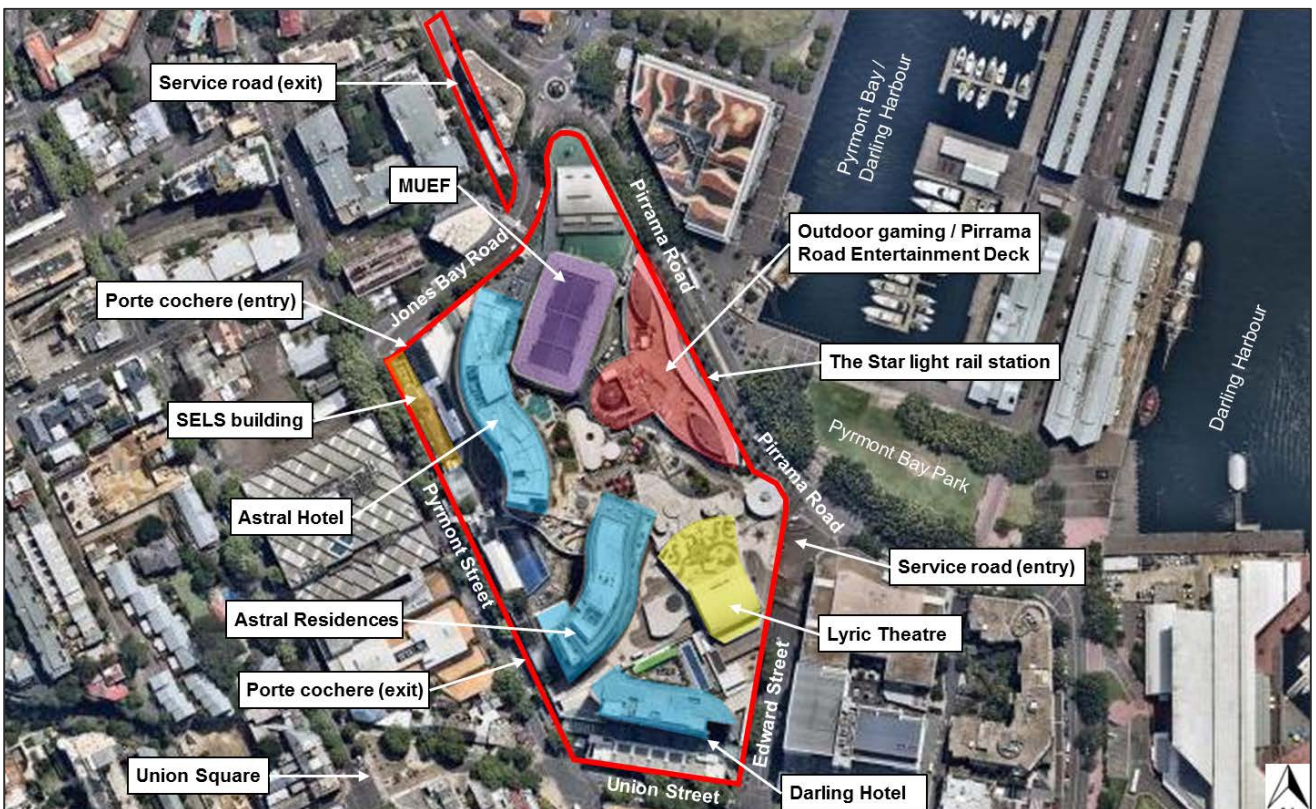 Service road (exit)
MUEF
Pyrmont Bay /
Darling Harbour
Pirrama Road
Outdoor gaming / Pirrama
Road Entertainment Deck
Jones Bay Road
Porte cochere (entry)
The Star light rail station
Darling Harbour
SELS building
Pyrmont Bay Park
Pirrama Road
Astral Hotel
Pyrmont Street
Service road (entry)
Astral Residences
Lyric Theatre
Porte cochere (exit)
Edward Street
Union Square
Union Street
Darling Hotel